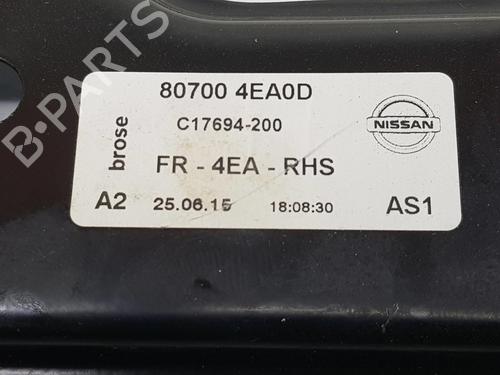 B-PARTS
80700 4EA0D
brose
C17694-200
NISSAN
FR - 4EA - RHS
A2 25.06.15 18:08:30 AS1